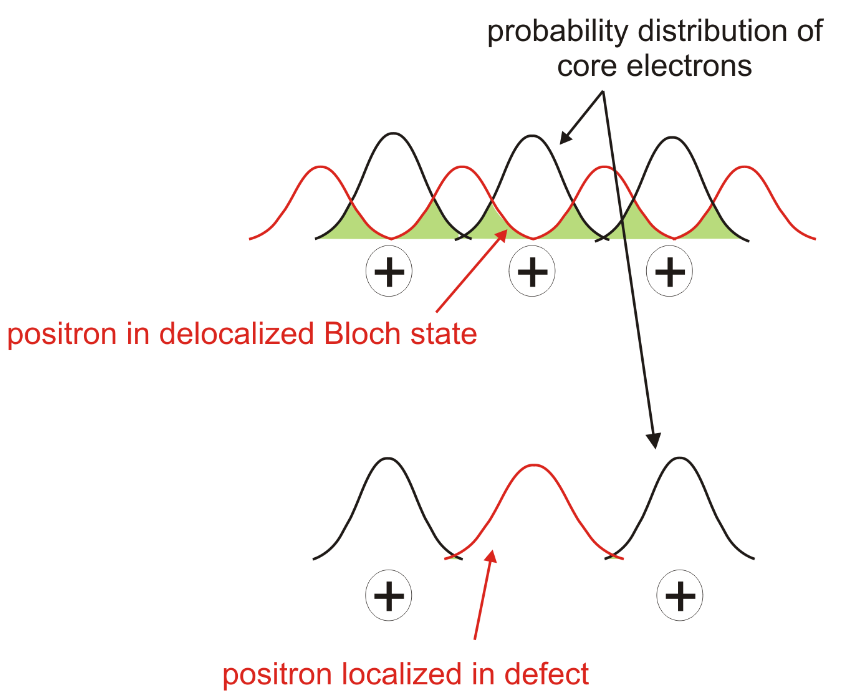 probability distribution of
core electrons
+ + +
positron in delocalized Bloch state
+ +
positron localized in defect